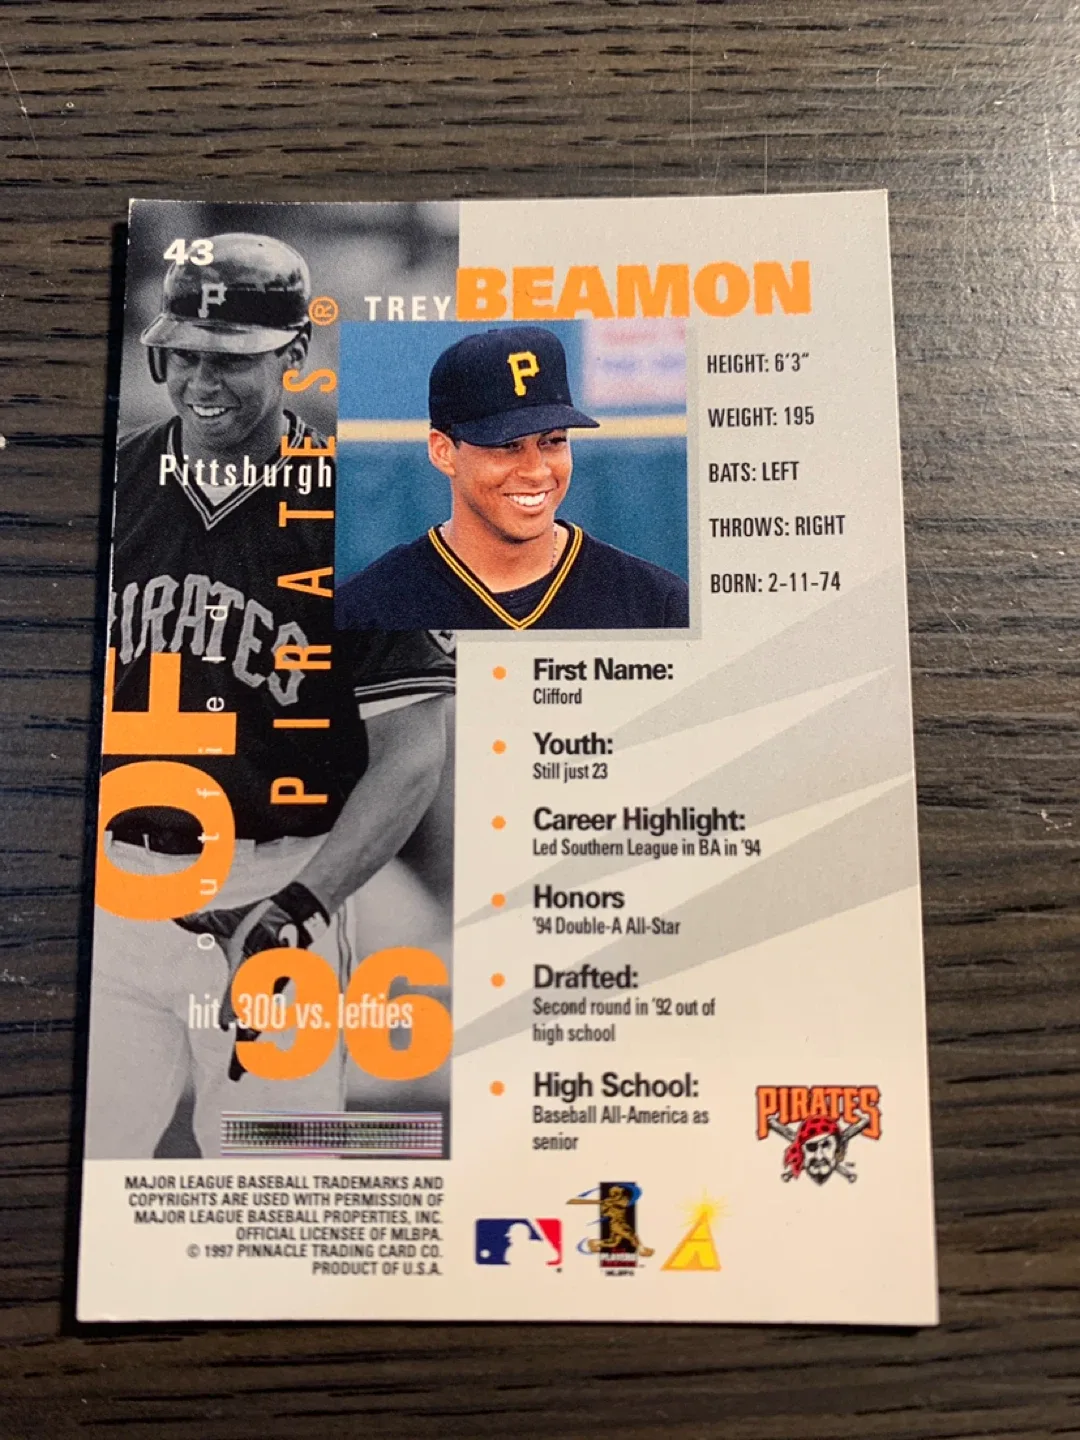 43
TREY BEAMON
Pittsburgh
PIRATES®
OF
outfield
PIRATES
P
P
HEIGHT: 6'3"
WEIGHT: 195
BATS: LEFT
THROWS: RIGHT
BORN: 2-11-74
First Name:
Clifford
Youth:
Still just 23
Career Highlight:
Led Southern League in BA in '94
Honors
'94 Double-A All-Star
Drafted:
Second round in '92 out of
high school
High School:
Baseball All-America as
senior
96
hit .300 vs. lefties
PIRATES
MAJOR LEAGUE BASEBALL TRADEMARKS AND
COPYRIGHTS ARE USED WITH PERMISSION OF
MAJOR LEAGUE BASEBALL PROPERTIES, INC.
OFFICIAL LICENSEE OF MLBPA.
© 1997 PINNACLE TRADING CARD CO.
PRODUCT OF U.S.A.